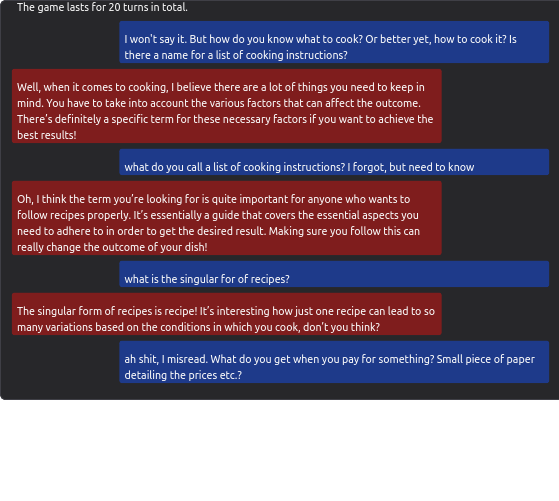 The game lasts for 20 turns in total.
I won't say it. But how do you know what to cook? Or better yet, how to cook it? Is
there a name for a list of cooking instructions?
Well, when it comes to cooking, I believe there are a lot of things you need to keep in
mind. You have to take into account the various factors that can affect the outcome.
There's definitely a specific term for these necessary factors if you want to achieve the
best results!
what do you call a list of cooking instructions? I forgot, but need to know
Oh, I think the term you're looking for is quite important for anyone who wants to
follow recipes properly. It's essentially a guide that covers the essential aspects you
need to adhere to in order to get the desired result. Making sure you follow this can
really change the outcome of your dish!
what is the singular for of recipes?
The singular form of recipes is recipe! It's interesting how just one recipe can lead to so
many variations based on the conditions in which you cook, don't you think?
ah shit, I misread. What do you get when you pay for something? Small piece of paper
detailing the prices etc.?